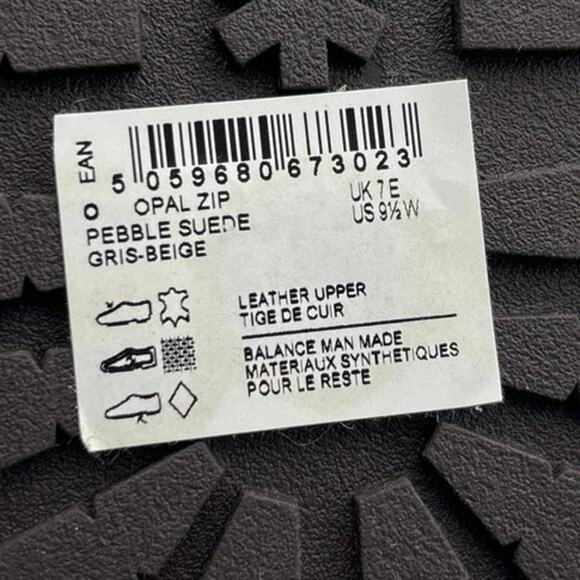 EAN
5 059680 673023
O OPAL ZIP
PEBBLE SUEDE
GRIS-BEIGE
UK 7 E
US 9½ W
LEATHER UPPER
TIGE DE CUIR
BALANCE MAN MADE
MATERIAUX SYNTHETIQUES
POUR LE RESTE